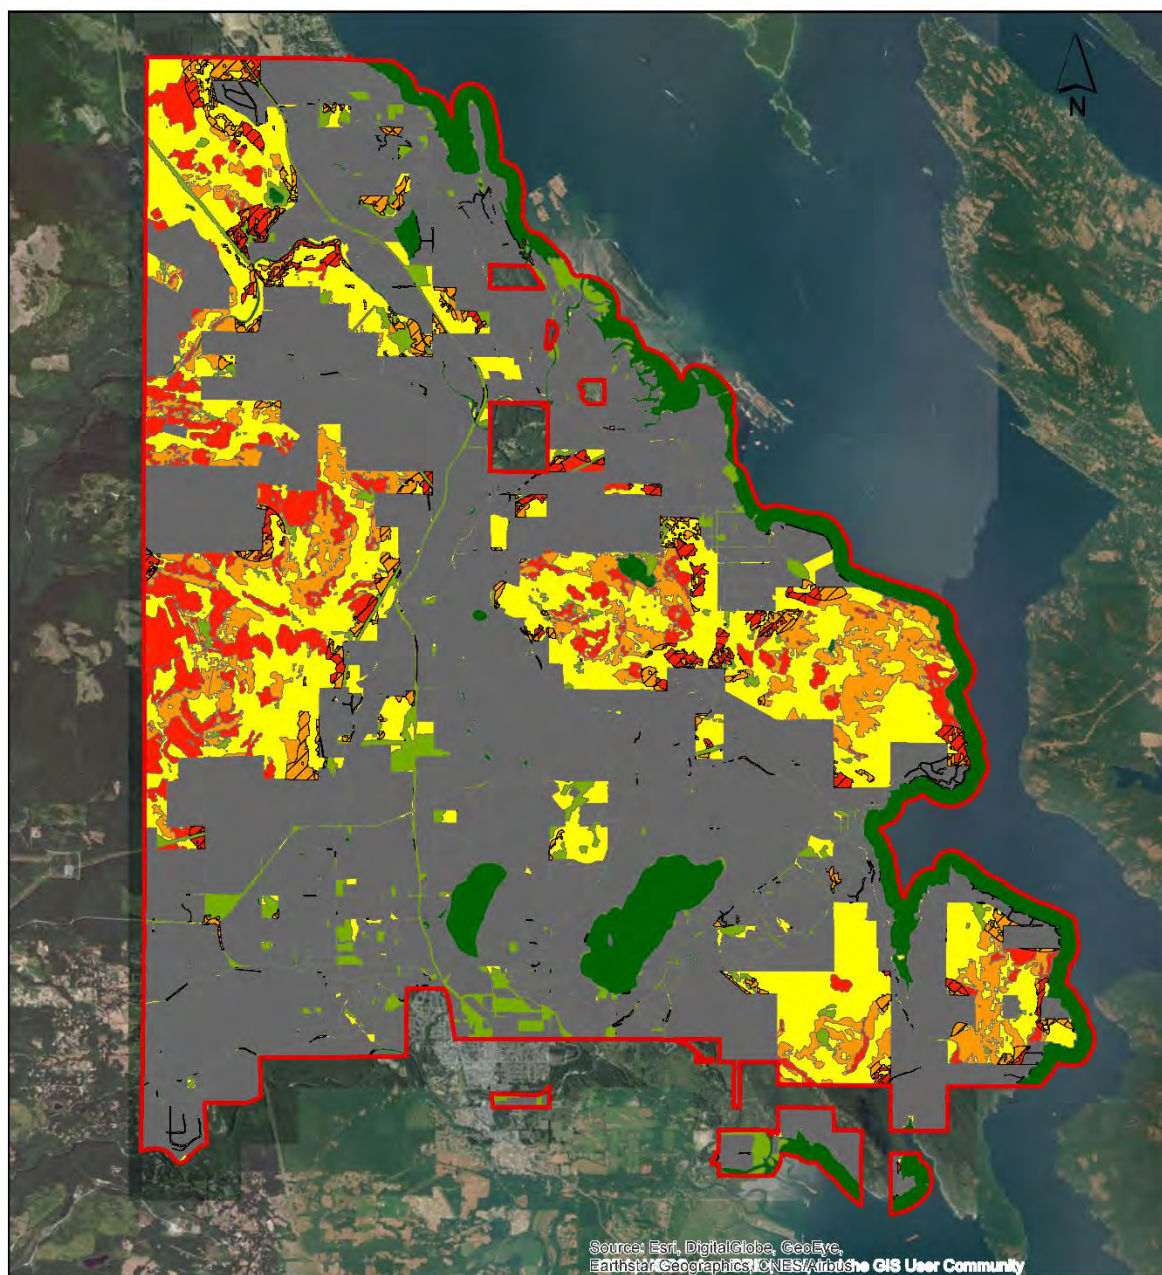 N
Source: Esri, DigitalGlobe, GeoEye,
Earthstar Geographics, CNES/Airbus
the GIS User Community